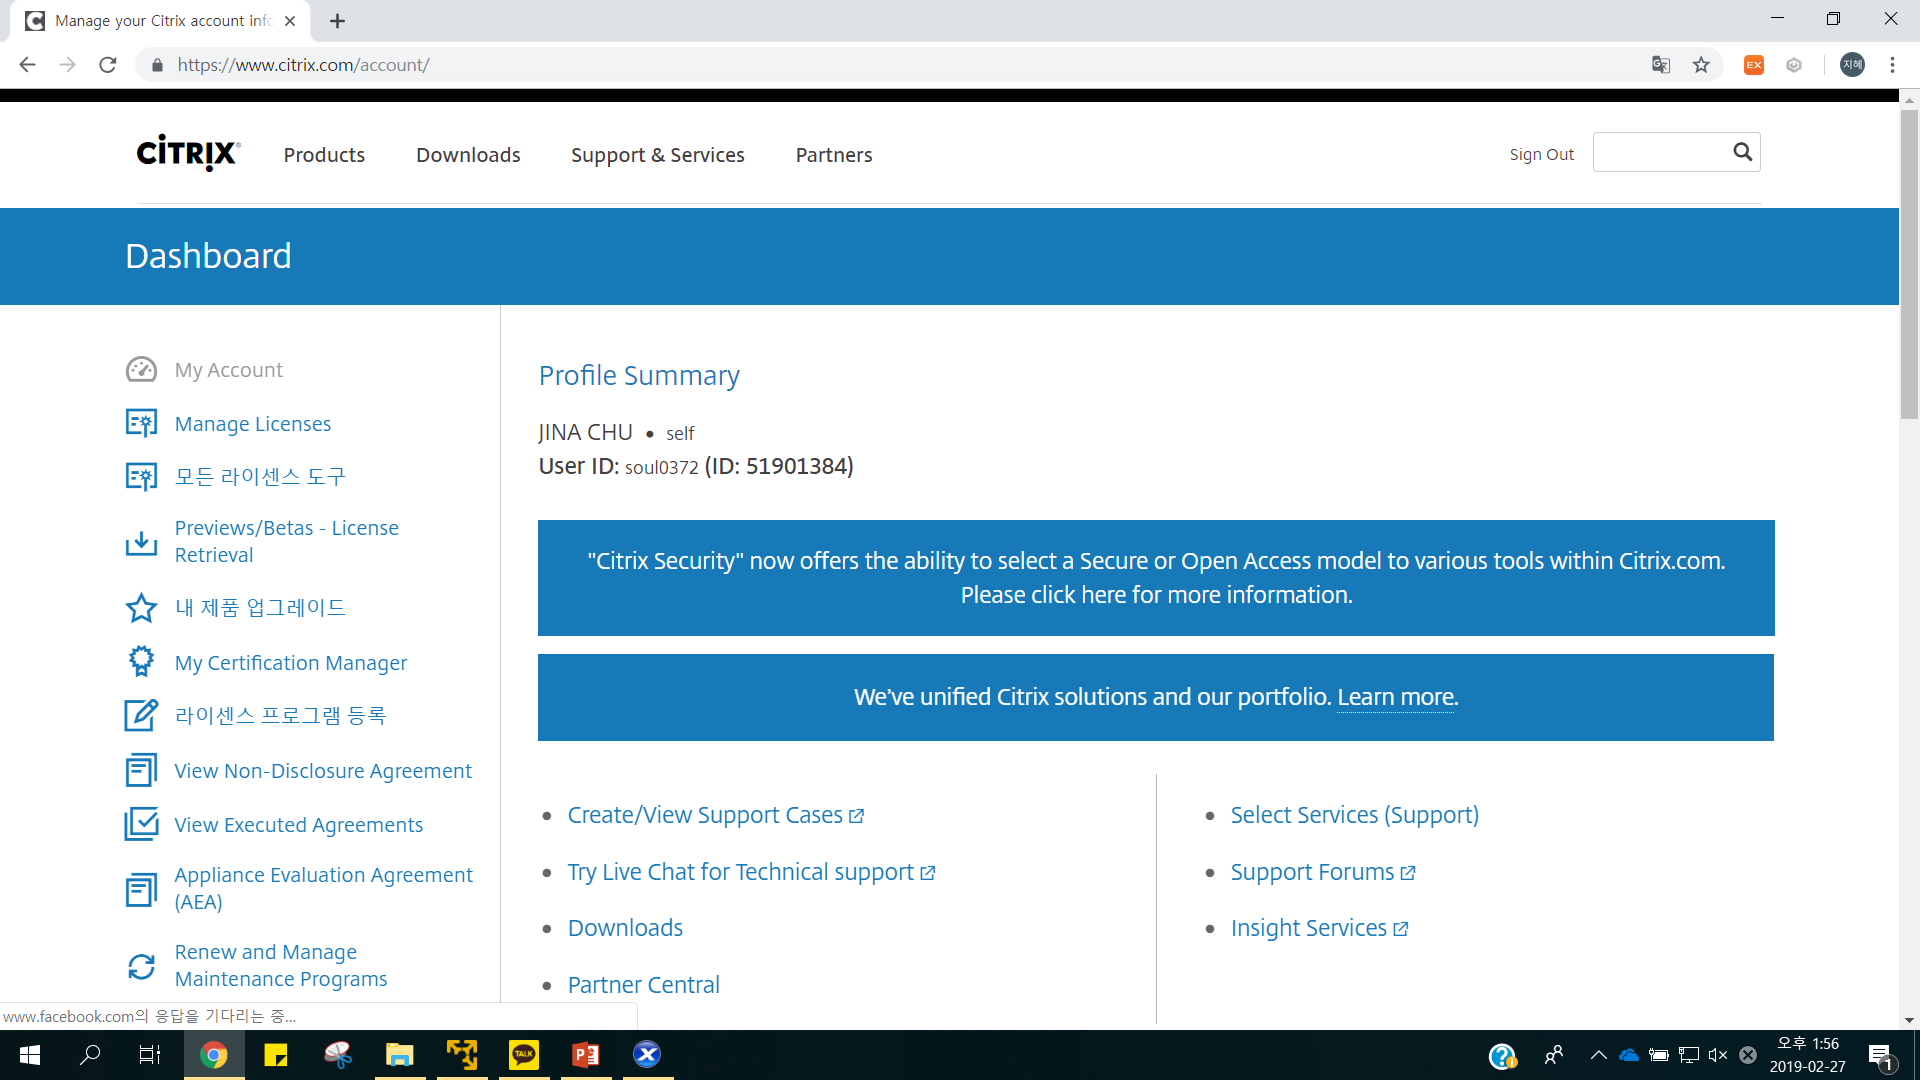 Manage your Citrix account info
https://www.citrix.com/account/
EX
지혜
CİTRIX®
Products
Downloads
Support & Services
Partners
Sign Out
Dashboard
My Account
Manage Licenses
모든 라이센스 도구
Previews/Betas - License
Retrieval
내 제품 업그레이드
My Certification Manager
라이센스 프로그램 등록
View Non-Disclosure Agreement
View Executed Agreements
Appliance Evaluation Agreement
(AEA)
Renew and Manage
Maintenance Programs
Profile Summary
JINA CHU • self
User ID: soul0372 (ID: 51901384)
"Citrix Security" now offers the ability to select a Secure or Open Access model to various tools within Citrix.com.
Please click here for more information.
We've unified Citrix solutions and our portfolio. Learn more.
Create/View Support Cases
Try Live Chat for Technical support
Downloads
Partner Central
Select Services (Support)
Support Forums
Insight Services
www.facebook.com의 응답을 기다리는 중...
TALK
오후 1:56
2019-02-27
1